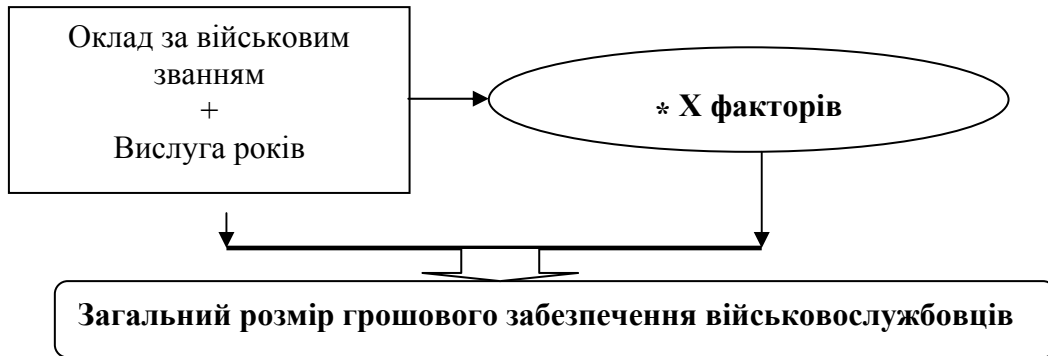 Оклад за військовим
званням
+
Вислуга років
* Х факторів
Загальний розмір грошового забезпечення військовослужбовців